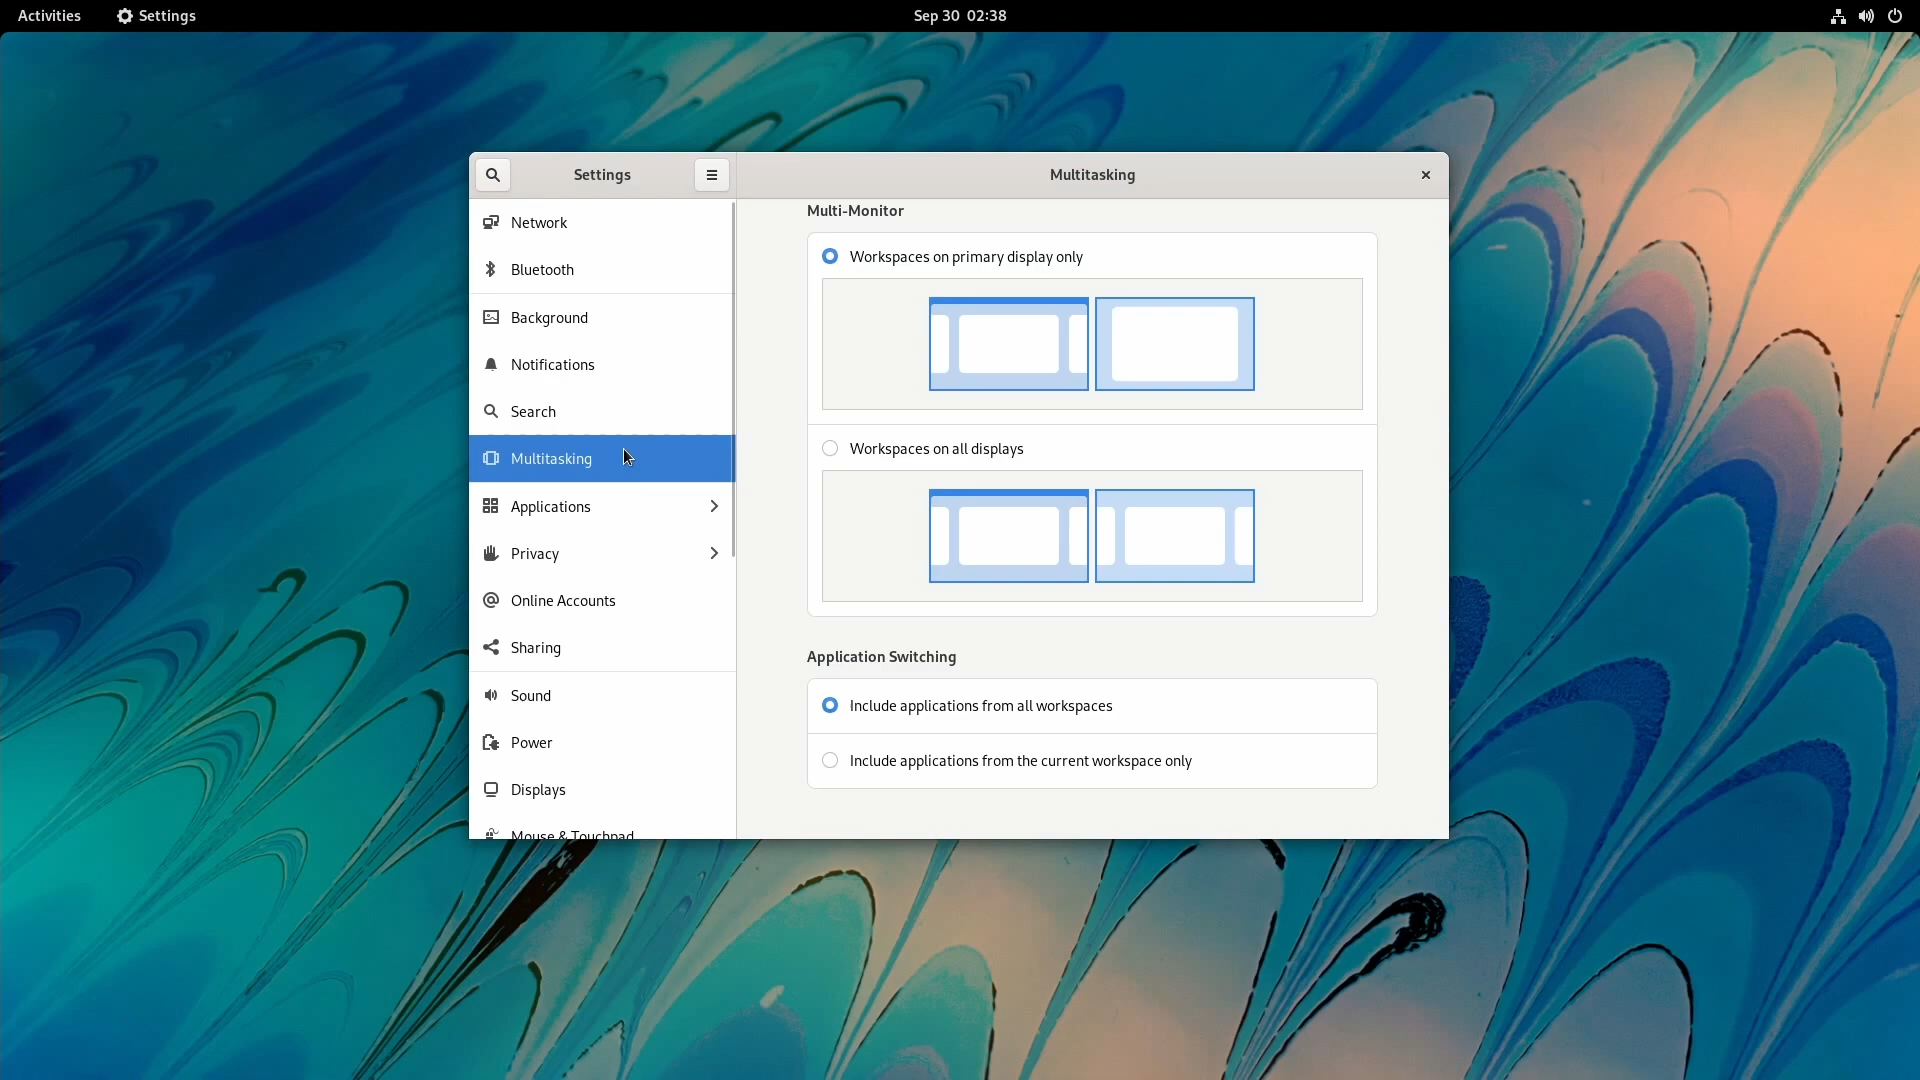 Activities
Settings
Sep 30 02:38
Settings
Multitasking
Network
Bluetooth
Background
Notifications
Search
Multitasking
Applications
Privacy
Online Accounts
Sharing
Sound
Power
Displays
Mouse & Touchpad
Multi-Monitor
Workspaces on primary display only
Workspaces on all displays
Application Switching
Include applications from all workspaces
Include applications from the current workspace only